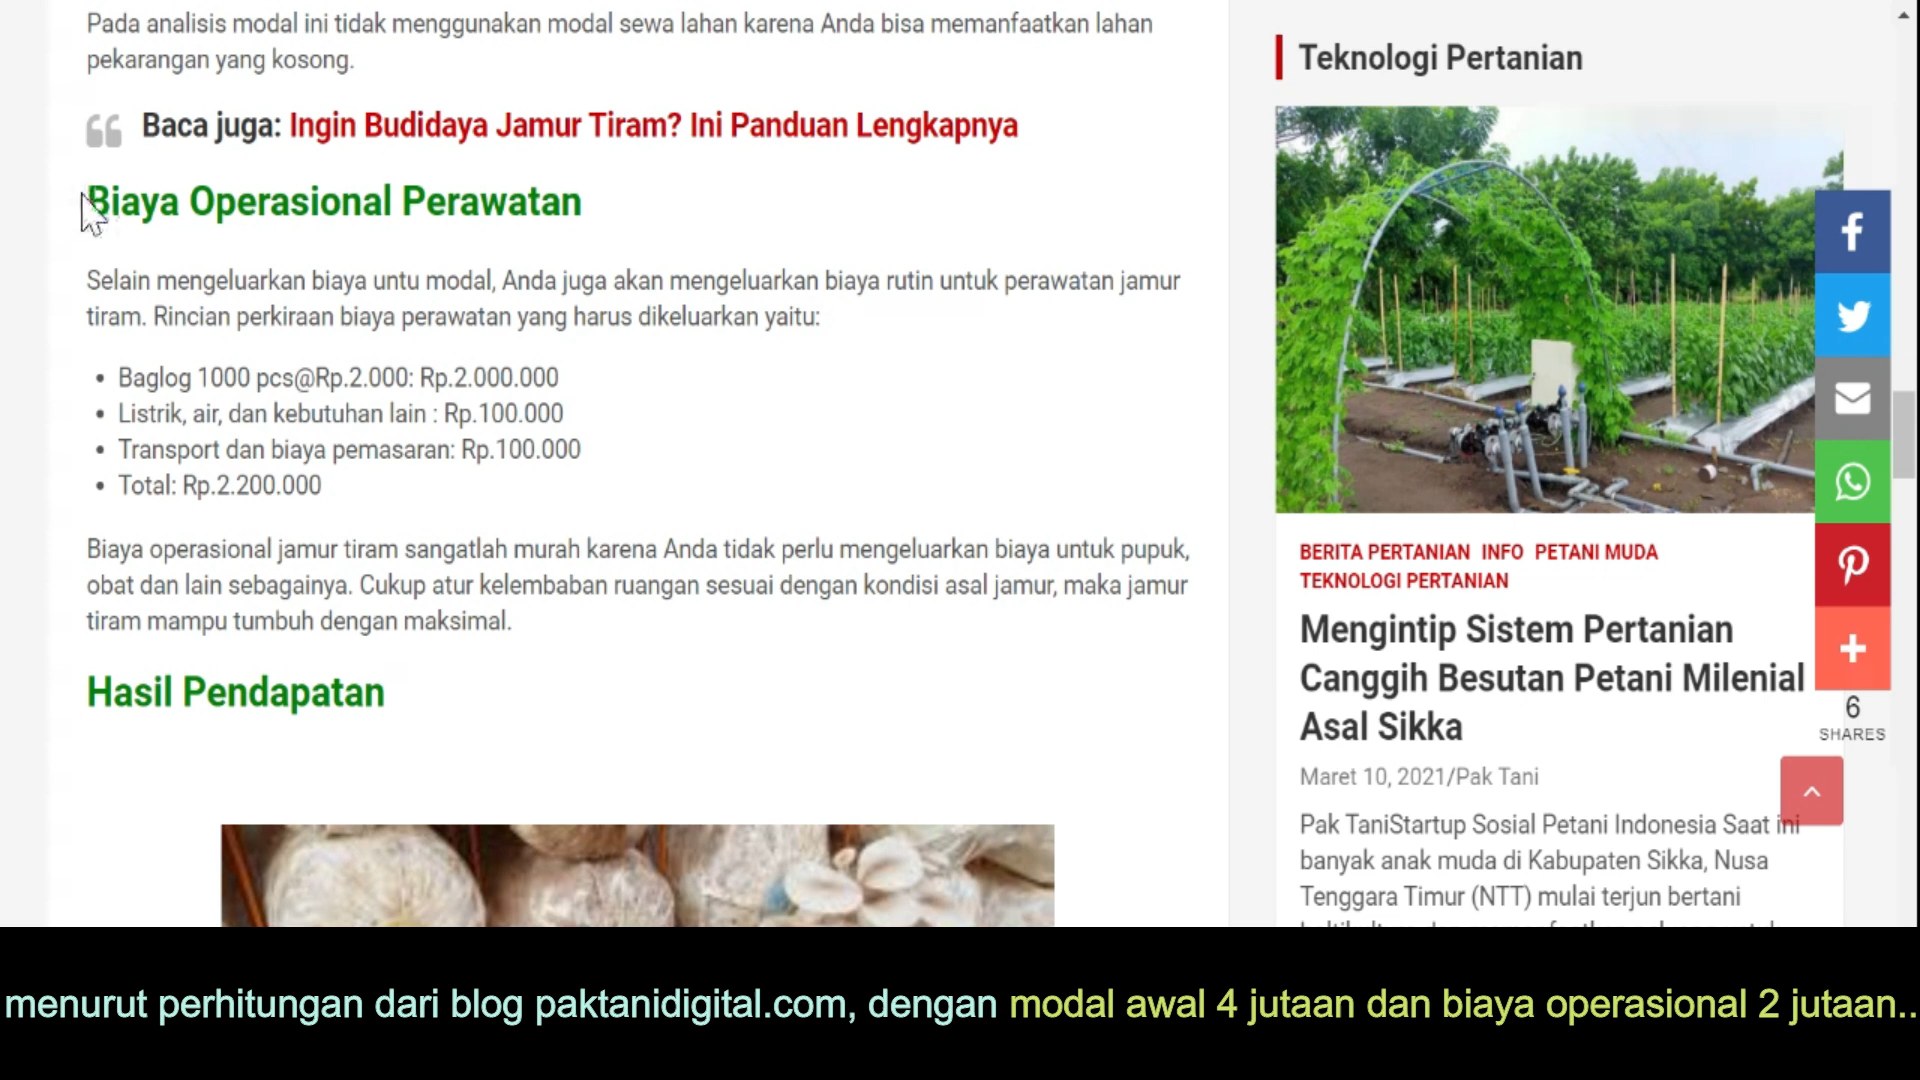 Pada analisis modal ini tidak menggunakan modal sewa lahan karena Anda bisa memanfaatkan lahan
pekarangan yang kosong.
Baca juga: Ingin Budidaya Jamur Tiram? Ini Panduan Lengkapnya
Biaya Operasional Perawatan
Selain mengeluarkan biaya untu modal, Anda juga akan mengeluarkan biaya rutin untuk perawatan jamur
tiram. Rincian perkiraan biaya perawatan yang harus dikeluarkan yaitu:
• Baglog 1000 pcs@Rp.2.000: Rp.2.000.000
• Listrik, air, dan kebutuhan lain : Rp.100.000
• Transport dan biaya pemasaran: Rp.100.000
• Total: Rp.2.200.000
Biaya operasional jamur tiram sangatlah murah karena Anda tidak perlu mengeluarkan biaya untuk pupuk,
obat dan lain sebagainya. Cukup atur kelembaban ruangan sesuai dengan kondisi asal jamur, maka jamur
tiram mampu tumbuh dengan maksimal.
Hasil Pendapatan
Teknologi Pertanian
BERITA PERTANIAN INFO PETANI MUDA
TEKNOLOGI PERTANIAN
Mengintip Sistem Pertanian
Canggih Besutan Petani Milenial
Asal Sikka
Maret 10, 2021/Pak Tani
Pak TaniStartup Sosial Petani Indonesia Saat ini
banyak anak muda di Kabupaten Sikka, Nusa
Tenggara Timur (NTT) mulai terjun bertani
6
SHARES
menurut perhitungan dari blog paktanidigital.com, dengan modal awal 4 jutaan dan biaya operasional 2 jutaan..